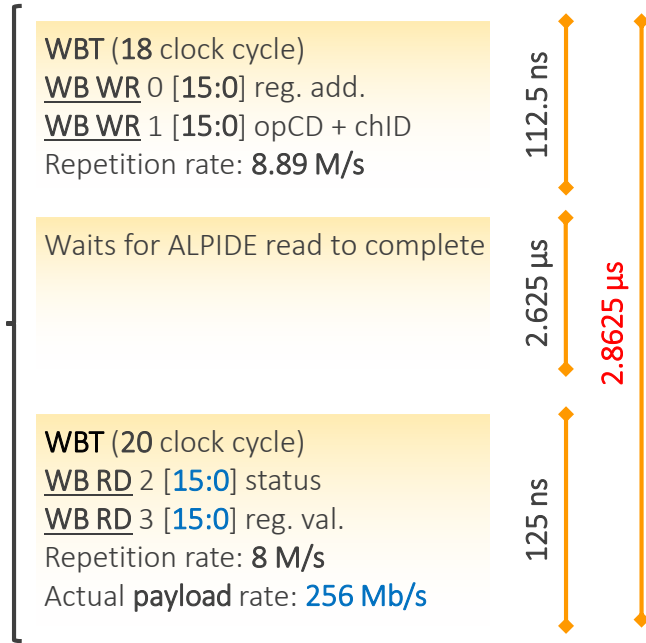 WBT (18 clock cycle)
WB WR 0 [15:0] reg. add.
WB WR 1 [15:0] opCD + chID
Repetition rate: 8.89 M/s
112.5 ns
Waits for ALPIDE read to complete
2.625 µs
2.8625 µs
WBT (20 clock cycle)
WB RD 2 [15:0] status
WB RD 3 [15:0] reg. val.
Repetition rate: 8 M/s
Actual payload rate: 256 Mb/s
125 ns